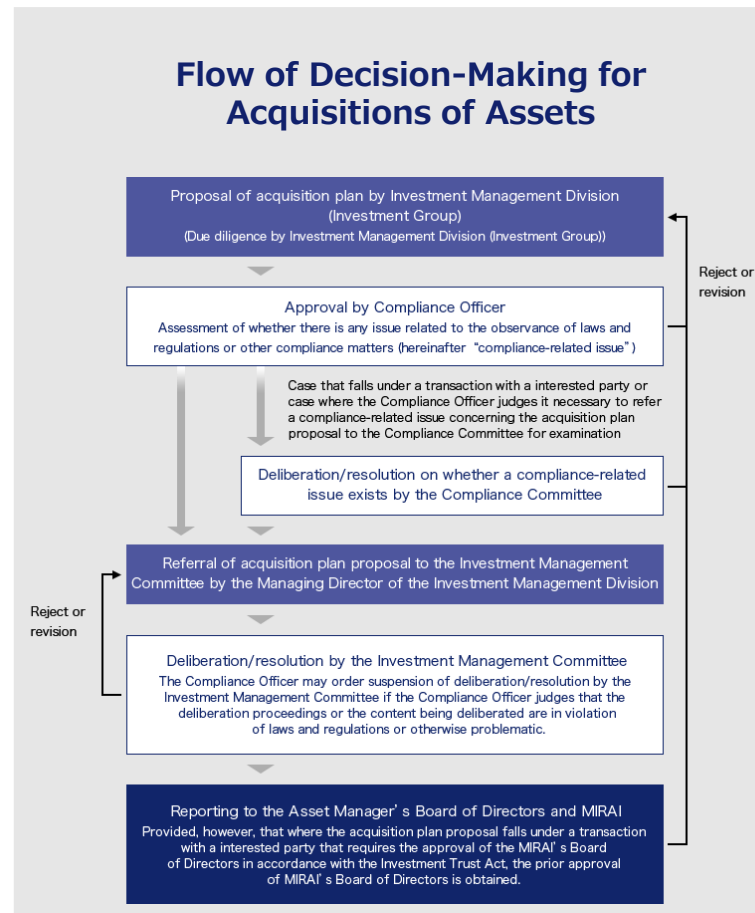 Flow of Decision-Making for
Acquisitions of Assets
Proposal of acquisition plan by Investment Management Division
(Investment Group)
(Due diligence by Investment Management Division (Investment Group))
Reject or
revision
Approval by Compliance Officer
Assessment of whether there is any issue related to the observance of laws and
regulations or other compliance matters (hereinafter “compliance-related issue”)
Case that falls under a transaction with a interested party or
case where the Compliance Officer judges it necessary to refer
a compliance-related issue concerning the acquisition plan
proposal to the Compliance Committee for examination
Deliberation/resolution on whether a compliance-related
issue exists by the Compliance Committee
Referral of acquisition plan proposal to the Investment Management
Committee by the Managing Director of the Investment Management Division
Reject or
revision
Deliberation/resolution by the Investment Management Committee
The Compliance Officer may order suspension of deliberation/resolution by the
Investment Management Committee if the Compliance Officer judges that the
deliberation proceedings or the content being deliberated are in violation
of laws and regulations or otherwise problematic.
Reporting to the Asset Manager’s Board of Directors and MIRAI
Provided, however, that where the acquisition plan proposal falls under a transaction
with a interested party that requires the approval of the MIRAI’s Board
of Directors in accordance with the Investment Trust Act, the prior approval
of MIRAI’s Board of Directors is obtained.